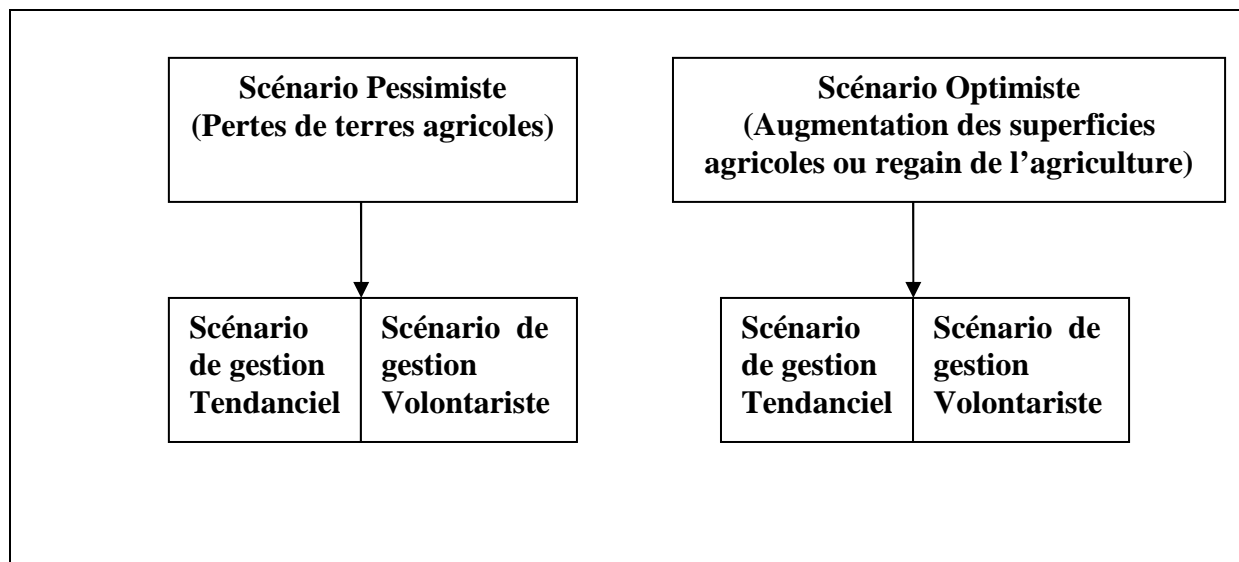 Scénario Pessimiste
(Pertes de terres agricoles)
Scénario Optimiste
(Augmentation des superficies
agricoles ou regain de l’agriculture)
Scénario
de gestion
Tendanciel
Scénario de
gestion
Volontariste
Scénario
de gestion
Tendanciel
Scénario de
gestion
Volontariste